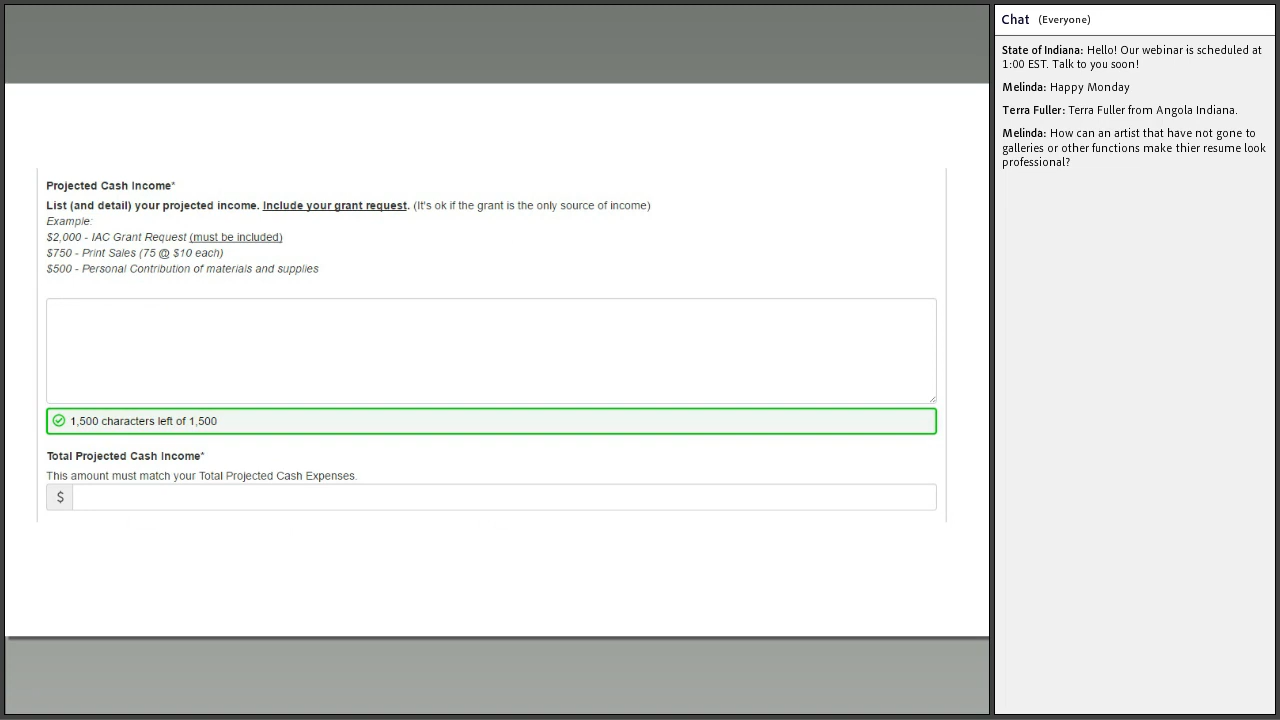 Projected Cash Income*
List (and detail) your projected income. Include your grant request. (It's ok if the grant is the only source of income)
Example:
$2,000 - IAC Grant Request (must be included)
$750 - Print Sales (75 @ $10 each)
$500 - Personal Contribution of materials and supplies
1,500 characters left of 1,500
Total Projected Cash Income*
This amount must match your Total Projected Cash Expenses.
$
Chat (Everyone)
State of Indiana: Hello! Our webinar is scheduled at
1:00 EST. Talk to you soon!
Melinda: Happy Monday
Terra Fuller: Terra Fuller from Angola Indiana.
Melinda: How can an artist that have not gone to
galleries or other functions make thier resume look
professional?